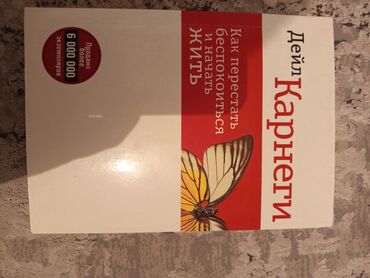 Дейл
Карнеги
Как перестать
беспокоиться
и начать
ЖИТЬ
Продано
более
6 000 000
экземпляров